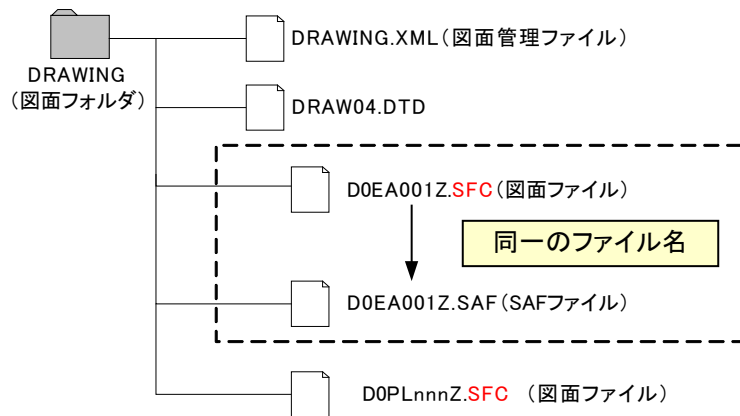 DRAWING.XML(図面管理ファイル)
DRAWING
(図面フォルダ)
DRAW04.DTD
D0EA001Z.SFC(図面ファイル)
同一のファイル名
D0EA001Z.SAF(SAFファイル)
D0PLnnnZ.SFC (図面ファイル)